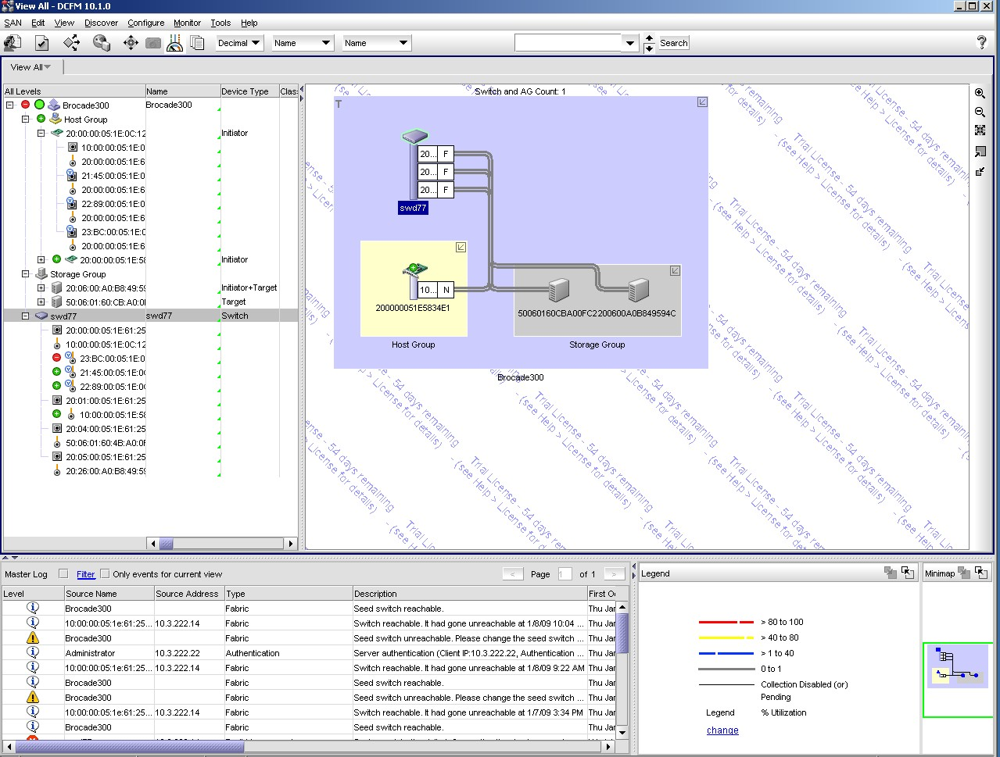 View All - DCFM 10.1.0
SAN Edit View Discover Configure Monitor Tools Help
Decimal Name Name Search
View All
All Levels Name Device Type Clas
Brocade300 Brocade300
Host Group
20:00:00:05:1E:0C:12 Initiator
10:00:00:05:1E:0
20:00:00:05:1E:6
21:45:00:05:1E:0
20:00:00:05:1E:6
22:89:00:05:1E:0
20:00:00:05:1E:6
23:BC:00:05:1E:0
20:00:00:05:1E:6
20:00:00:05:1E:58 Initiator
Storage Group
20:06:00:A0:B8:49:59 Initiator+Target
50:06:01:60:CB:A0:0 Target
swd77 swd77 Switch
20:00:00:05:1E:61:25
10:00:00:05:1E:0C:12
23:BC:00:05:1E:0
21:45:00:05:1E:0
22:89:00:05:1E:0
20:01:00:05:1E:61:25
10:00:00:05:1E:58
20:04:00:05:1E:61:25
50:06:01:60:4B:A0:0F
20:05:00:05:1E:61:25
20:26:00:A0:B8:49:59
Switch and AG Count: 1
T
20... F
20... F
20... F
swd77
10... N
200000051E5834E1
Host Group
50060160CBA00FC2 200600A0B849594C
Storage Group
Brocade300
Trial License - 54 days remaining
- (see Help > License for details)
Master Log Filter Only events for current view < Page 1 of 1 >
Level Source Name Source Address Type Description First Oc
Brocade300 Fabric Seed switch reachable. Thu Jan
10:00:00:05:1e:61:25... 10.3.222.14 Fabric Switch reachable. It had gone unreachable at 1/8/09 10:04 ... Thu Jan
Brocade300 Fabric Seed switch unreachable. Please change the seed switch ... Thu Jan
Administrator 10.3.222.22 Authentication Server authentication (Client IP:10.3.222.22, Authentication ... Thu Jan
10:00:00:05:1e:61:25... 10.3.222.14 Fabric Switch reachable. It had gone unreachable at 1/8/09 9:22 AM Thu Jan
Brocade300 Fabric Seed switch reachable. Thu Jan
Brocade300 Fabric Seed switch unreachable. Please change the seed switch ... Thu Jan
10:00:00:05:1e:61:25... 10.3.222.14 Fabric Switch reachable. It had gone unreachable at 1/7/09 3:34 PM Thu Jan
Brocade300 Fabric Seed switch reachable. Thu Jan
Legend
> 80 to 100
> 40 to 80
> 1 to 40
0 to 1
Collection Disabled (or)
Pending
Legend % Utilization
change
Minimap